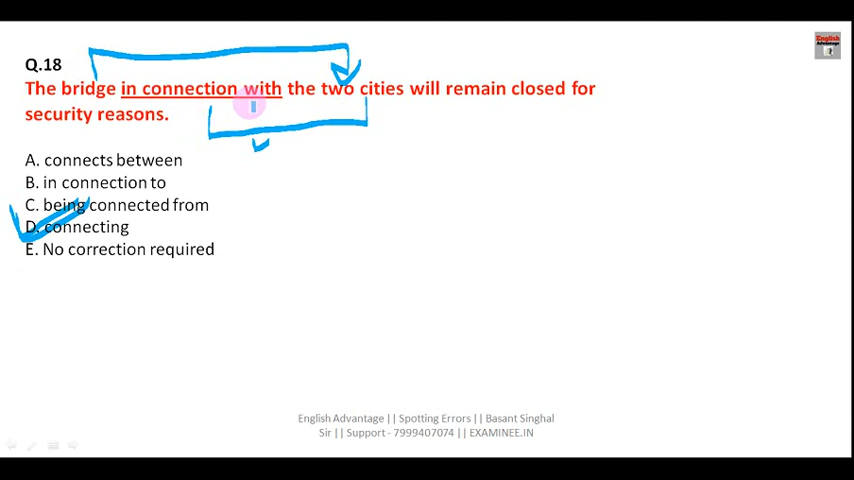 English
Advantage
Q.18
The bridge in connection with the two cities will remain closed for
security reasons.
A. connects between
B. in connection to
C. being connected from
D. connecting
E. No correction required
English Advantage || Spotting Errors || Basant Singhal
Sir || Support - 7999407074 || EXAMINEE.IN